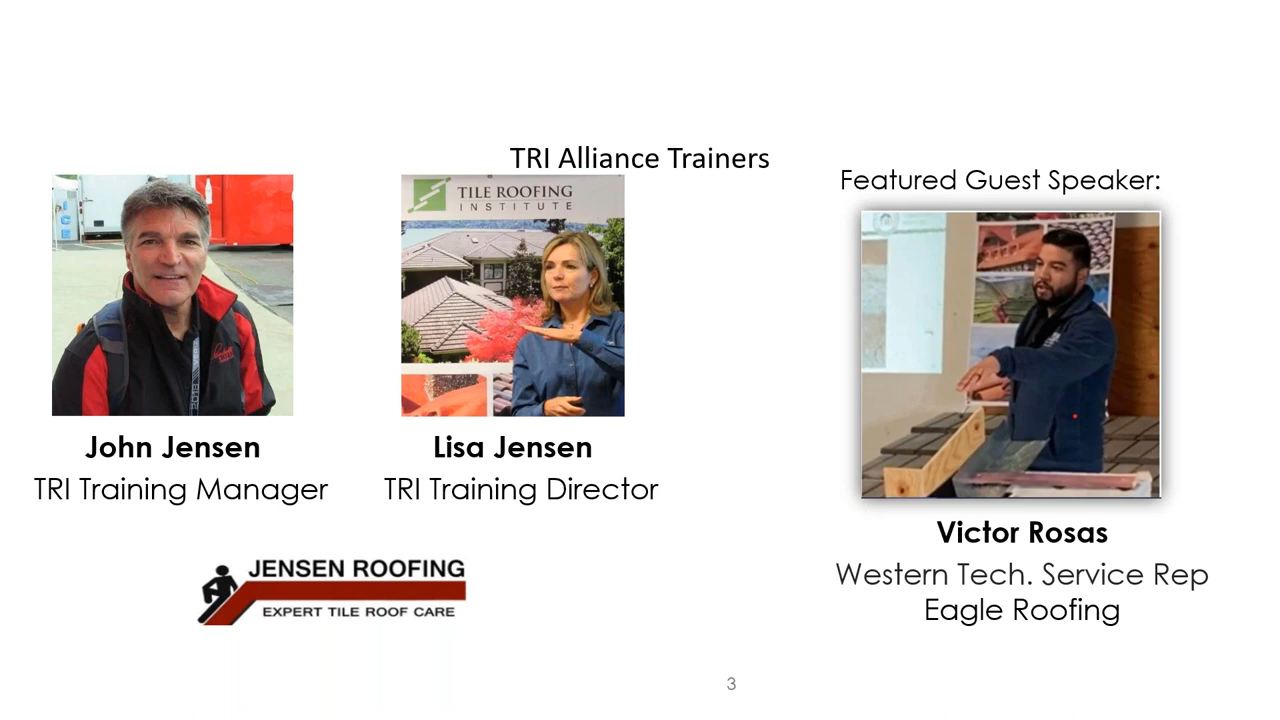 TRI Alliance Trainers
Featured Guest Speaker:
TILE ROOFING
INSTITUTE
John Jensen
TRI Training Manager
Lisa Jensen
TRI Training Director
JENSEN ROOFING
EXPERT TILE ROOF CARE
Victor Rosas
Western Tech. Service Rep
Eagle Roofing
3